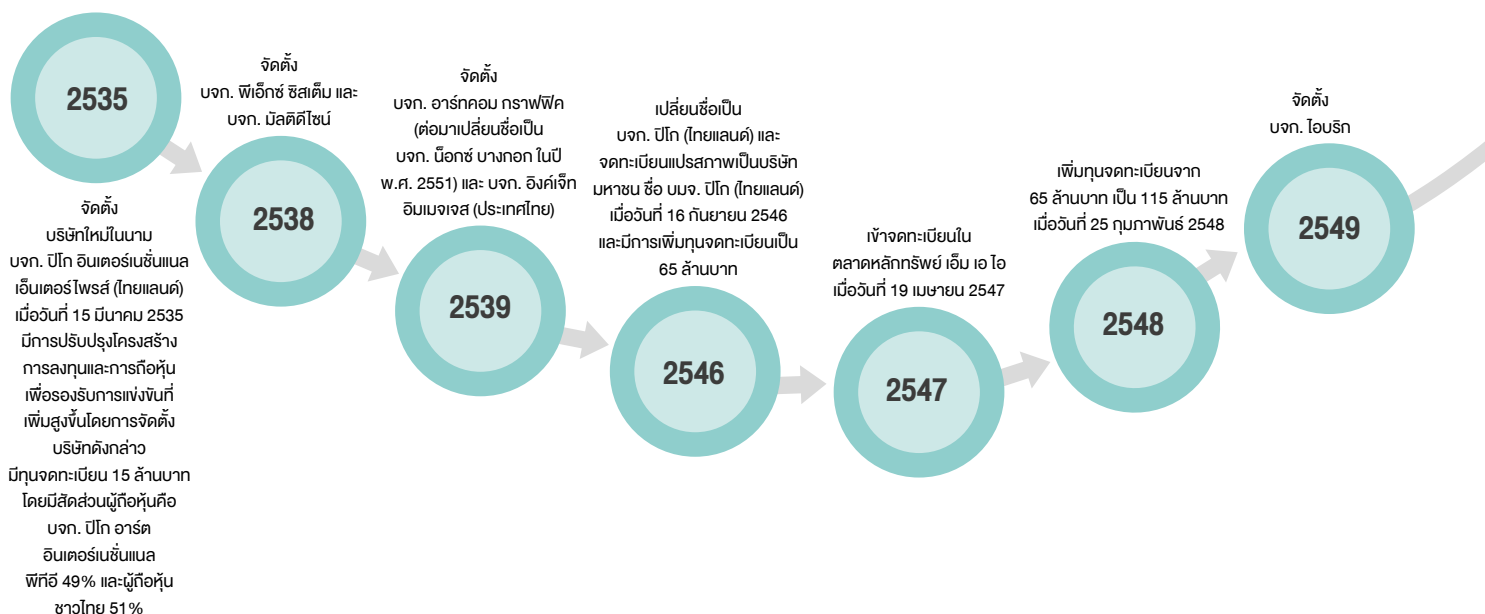 2535
จัดตั้ง
บริษัทใหม่ในนาม
บจก. ปิโก อินเตอร์เนชั่นแนล
เอ็นเตอร์ไพรส์ (ไทยแลนด์)
เมื่อวันที่ 15 มีนาคม 2535
มีการปรับปรุงโครงสร้าง
การลงทุนและการถือหุ้น
เพื่อรองรับการแข่งขันที่
เพิ่มสูงขึ้นโดยการจัดตั้ง
บริษัทดังกล่าว
มีทุนจดทะเบียน 15 ล้านบาท
โดยมีสัดส่วนผู้ถือหุ้นคือ
บจก. ปิโก อาร์ต
อินเตอร์เนชั่นแนล
พีทีอี 49% และผู้ถือหุ้น
ชาวไทย 51%
จัดตั้ง
บจก. พีเอ็กซ์ ซิสเต็ม และ
บจก. มัลติดีไซน์
2538
จัดตั้ง
บจก. อาร์ทคอม กราฟฟิค
(ต่อมาเปลี่ยนชื่อเป็น
บจก. น็อกซ์ บางกอก ในปี
พ.ศ. 2551) และ บจก. อิงค์เจ็ท
อิมเมจเจส (ประเทศไทย)
2539
เปลี่ยนชื่อเป็น
บจก. ปิโก (ไทยแลนด์) และ
จดทะเบียนแปรสภาพเป็นบริษัท
มหาชน ชื่อ บมจ. ปิโก (ไทยแลนด์)
เมื่อวันที่ 16 กันยายน 2546
และมีการเพิ่มทุนจดทะเบียนเป็น
65 ล้านบาท
2546
เข้าจดทะเบียนใน
ตลาดหลักทรัพย์ เอ็ม เอ ไอ
เมื่อวันที่ 19 เมษายน 2547
2547
เพิ่มทุนจดทะเบียนจาก
65 ล้านบาท เป็น 115 ล้านบาท
เมื่อวันที่ 25 กุมภาพันธ์ 2548
2548
จัดตั้ง
บจก. ไอบริก
2549